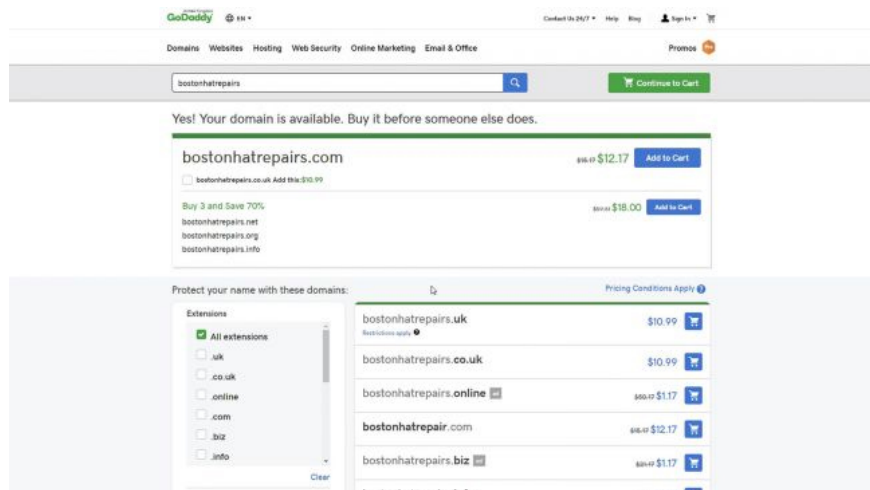 GoDaddy EN
Contact Us 24/7 Help Blog Sign In
Domains Websites Hosting Web Security Online Marketing Email & Office Promos
bostonhatrepairs
Continue to Cart
Yes! Your domain is available. Buy it before someone else does.
bostonhatrepairs.com
$12.17 Add to Cart
bostonhatrepairs.co.uk Add this:$10.99
Buy 3 and Save 70%
$18.00 Add to Cart
bostonhatrepairs.net
bostonhatrepairs.org
bostonhatrepairs.info
Protect your name with these domains:
Pricing Conditions Apply
Extensions
All extensions
.uk
.co.uk
.online
.com
.biz
.info
Clear
bostonhatrepairs.uk $10.99
Restrictions apply
bostonhatrepairs.co.uk $10.99
bostonhatrepairs.online $1.17
bostonhatrepair.com $12.17
bostonhatrepairs.biz $1.17